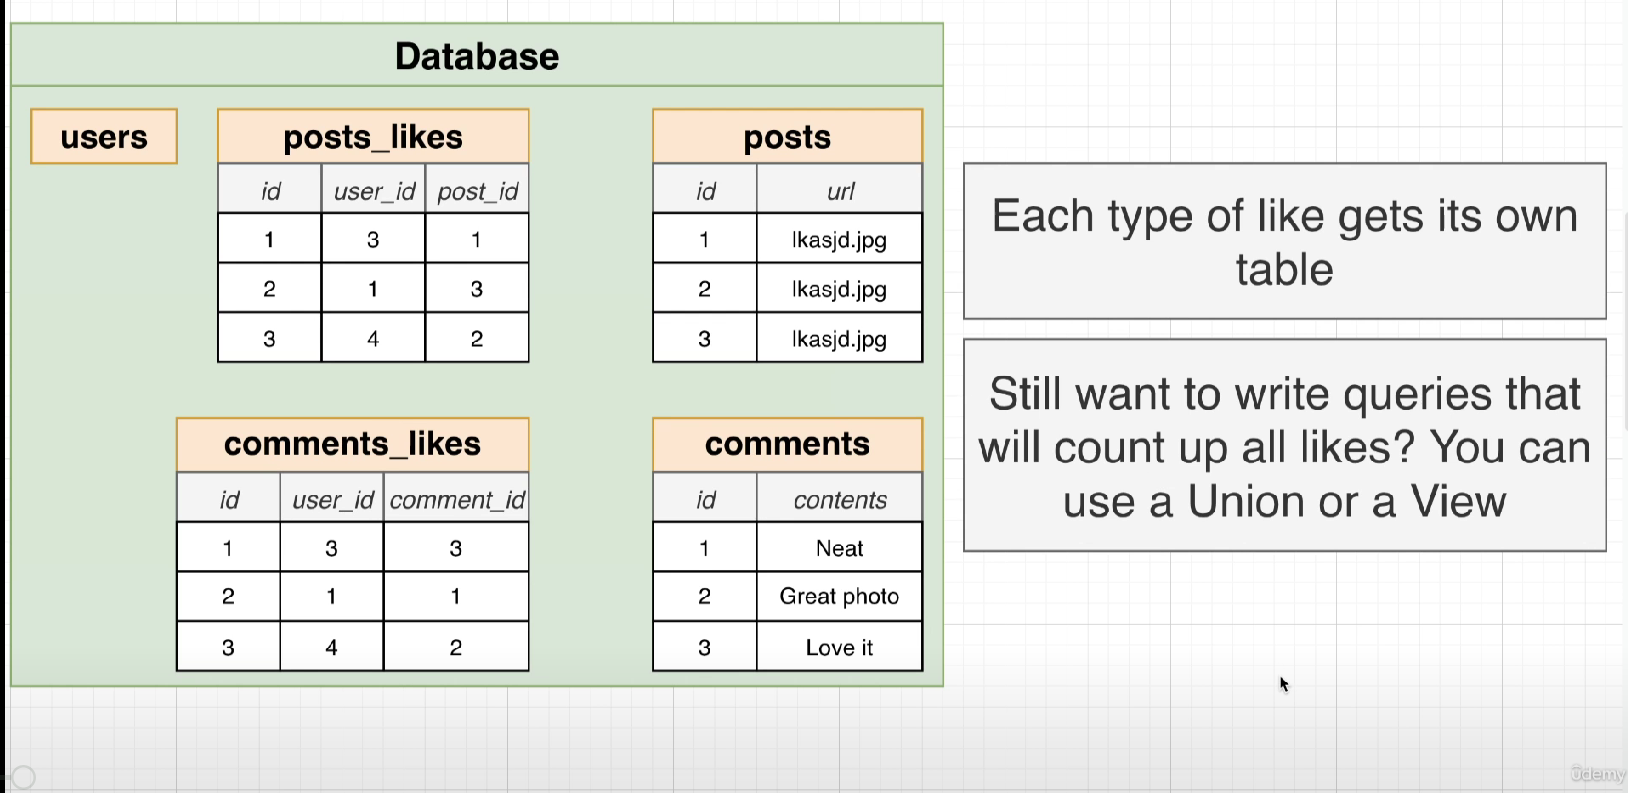 Database
users
posts_likes
id user_id post_id
1 3 1
2 1 3
3 4 2
posts
id url
1 lkasjd.jpg
2 lkasjd.jpg
3 lkasjd.jpg
comments_likes
id user_id comment_id
1 3 3
2 1 1
3 4 2
comments
id contents
1 Neat
2 Great photo
3 Love it
Each type of like gets its own
table
Still want to write queries that
will count up all likes? You can
use a Union or a View
ûdemy